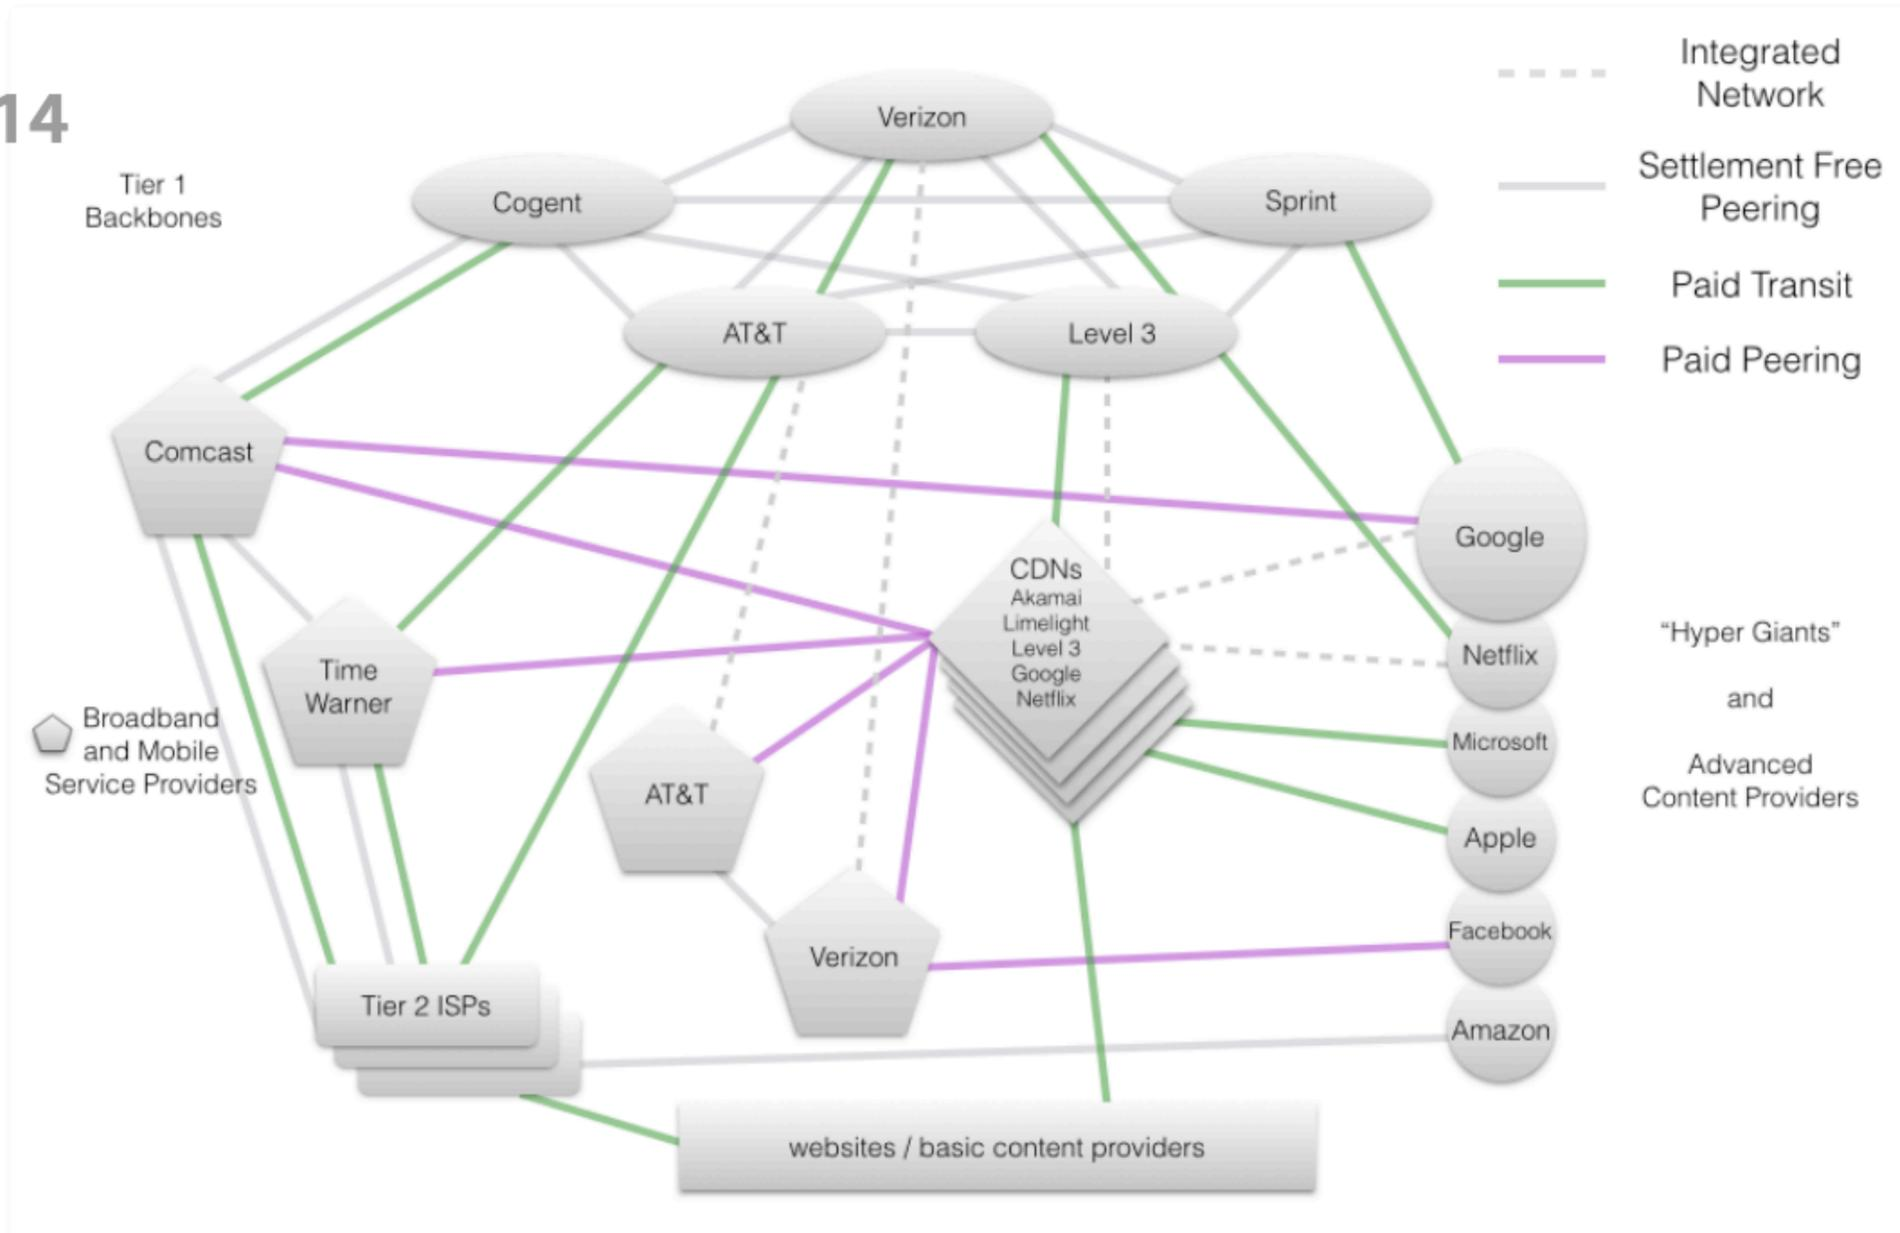 14
Tier 1
Backbones
Verizon
Cogent
Sprint
AT&T
Level 3
Integrated
Network
Settlement Free
Peering
Paid Transit
Paid Peering
Comcast
Time
Warner
Broadband
and Mobile
Service Providers
AT&T
Verizon
CDNs
Akamai
Limelight
Level 3
Google
Netflix
Google
Netflix
Microsoft
Apple
Facebook
Amazon
“Hyper Giants”
and
Advanced
Content Providers
Tier 2 ISPs
websites / basic content providers